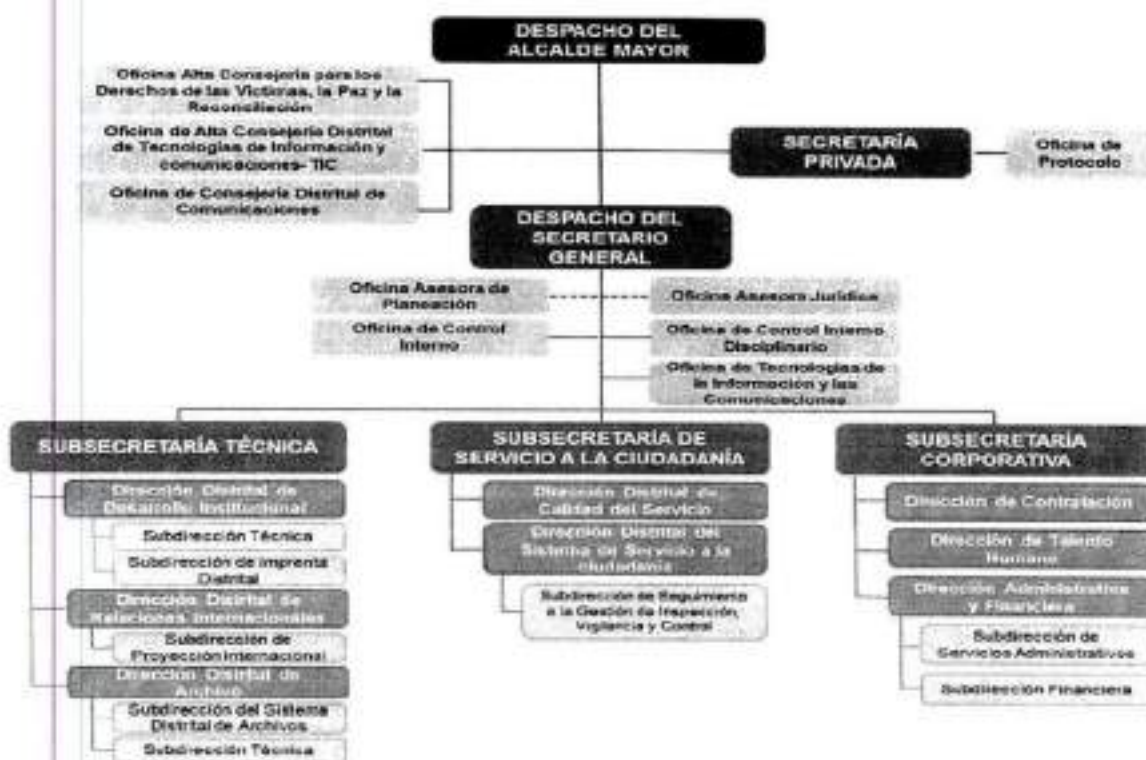 DESPACHO DEL
ALCALDE MAYOR
Oficina Alta Consejería para los
Derechos de las Víctimas, la Paz y la
Reconciliación
Oficina de Alta Consejería Distrital
de Tecnologías de Información y
comunicaciones- TIC
Oficina de Consejería Distrital de
Comunicaciones
SECRETARÍA
PRIVADA
Oficina de
Protocolo
DESPACHO DEL
SECRETARIO
GENERAL
Oficina Asesora de
Planeación
Oficina Asesora Jurídica
Oficina de Control
Interno
Oficina de Control Interno
Disciplinario
Oficina de Tecnologías de
la Información y las
Comunicaciones
SUBSECRETARÍA TÉCNICA
Dirección Distrital de
Desarrollo Institucional
Subdirección Técnica
Subdirección de Imprenta
Distrital
Dirección Distrital de
Relaciones Internacionales
Subdirección de
Proyección Internacional
Dirección Distrital de
Archivo
Subdirección del Sistema
Distrital de Archivos
Subdirección Técnica
SUBSECRETARÍA DE
SERVICIO A LA CIUDADANÍA
Dirección Distrital de
Calidad del Servicio
Dirección Distrital del
Sistema de Servicio a la
ciudadanía
Subdirección de Seguimiento
a la Gestión de Inspección,
Vigilancia y Control
SUBSECRETARÍA
CORPORATIVA
Dirección de Contratación
Dirección de Talento
Humano
Dirección Administrativa
y Financiera
Subdirección de
Servicios Administrativos
Subdirección Financiera